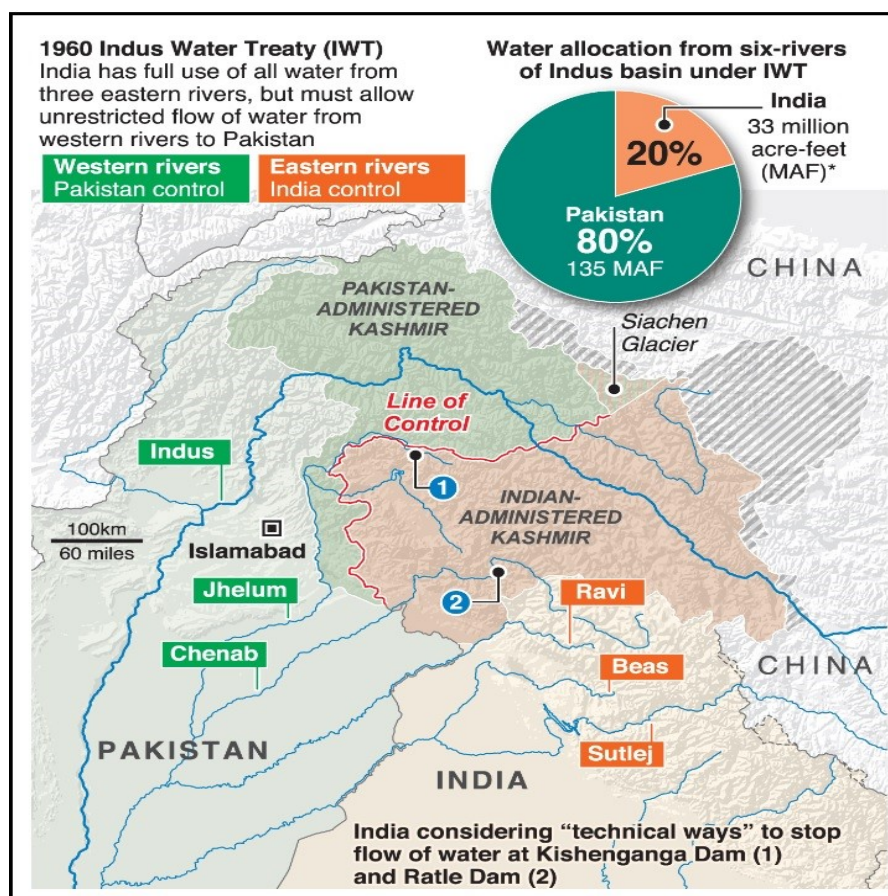 1960 Indus Water Treaty (IWT)
India has full use of all water from
three eastern rivers, but must allow
unrestricted flow of water from
western rivers to Pakistan
Western rivers
Pakistan control
Eastern rivers
India control
Water allocation from six-rivers
of Indus basin under IWT
India
33 million
acre-feet
(MAF)*
20%
Pakistan
80%
135 MAF
CHINA
PAKISTAN-
ADMINISTERED
KASHMIR
Siachen
Glacier
Line of
Control
Indus
1
INDIAN-
ADMINISTERED
KASHMIR
100km
60 miles
Islamabad
Jhelum
2
Ravi
Chenab
Beas
CHINA
PAKISTAN
INDIA
Sutlej
India considering “technical ways” to stop
flow of water at Kishenganga Dam (1)
and Ratle Dam (2)